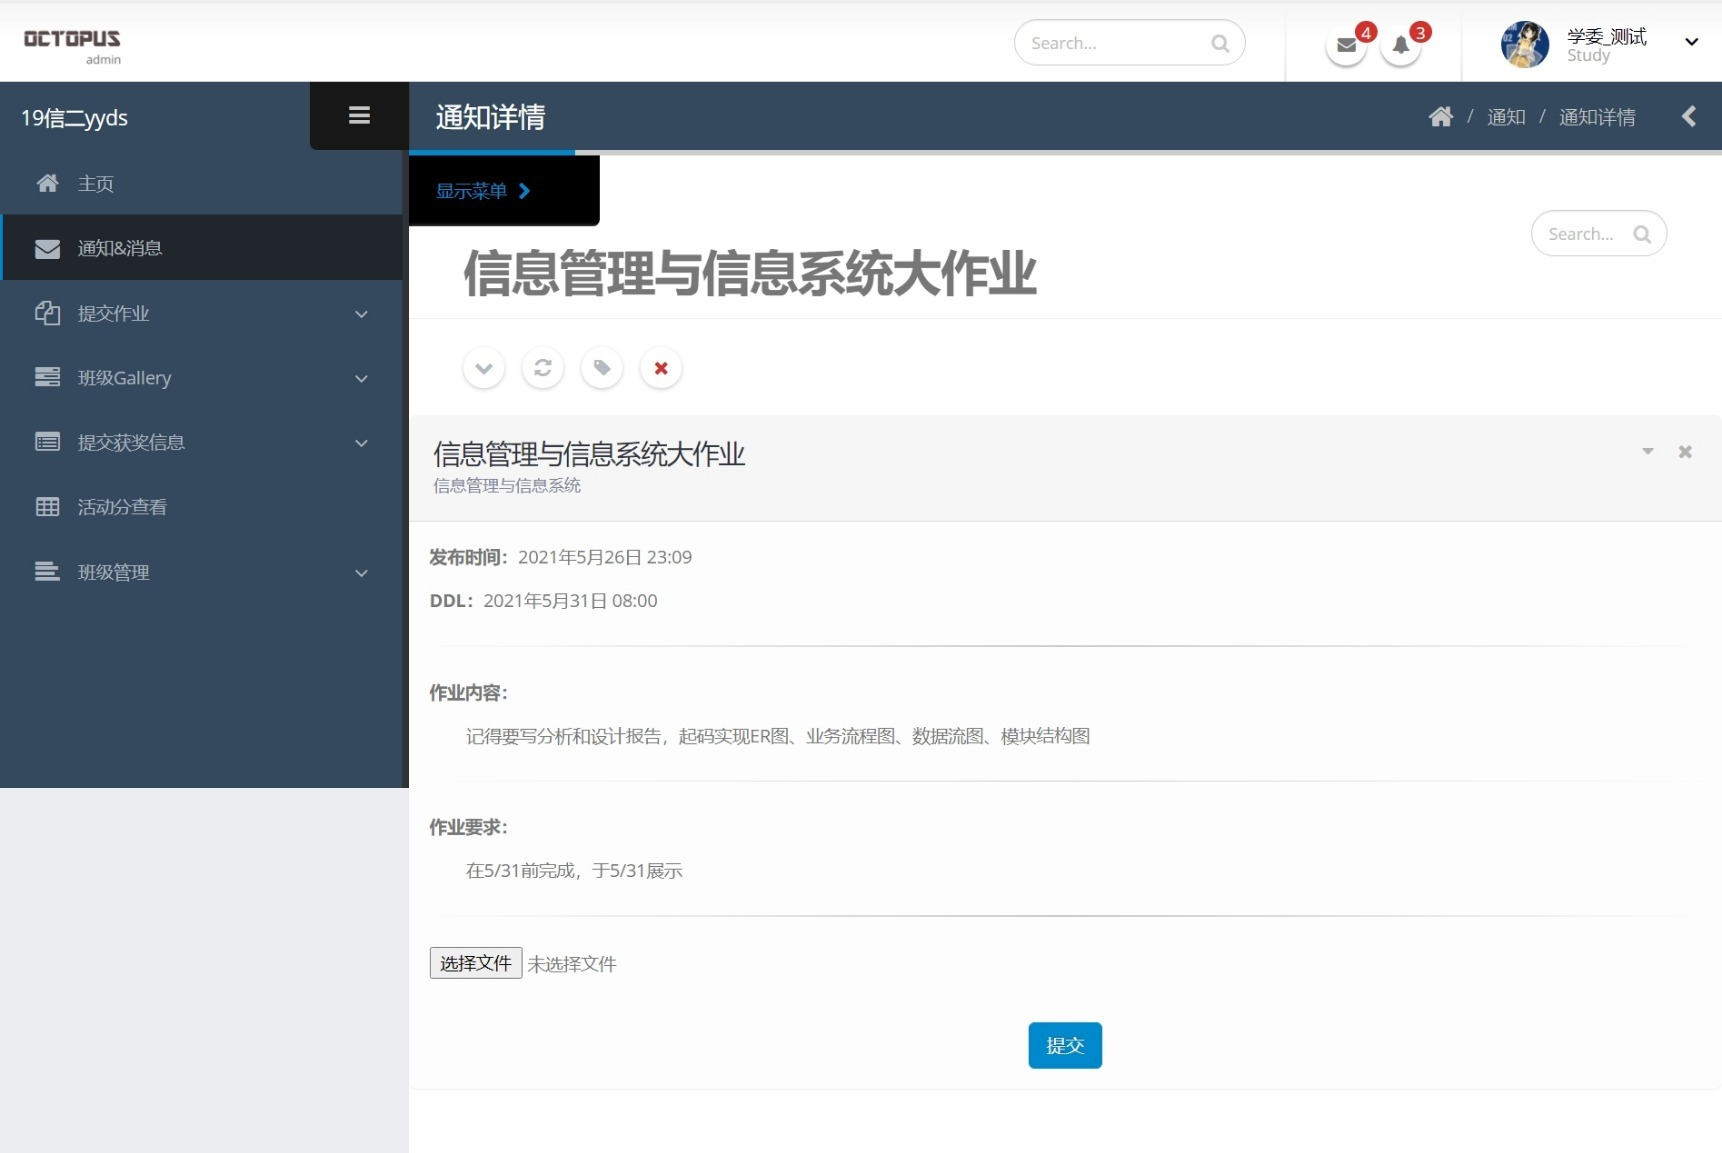 OCTOPUS
admin
Search...
4
3
学委_测试
Study
19信二yyds
通知详情
/ 通知 / 通知详情
主页
通知&消息
提交作业
班级Gallery
提交获奖信息
活动分查看
班级管理
显示菜单
Search...
信息管理与信息系统大作业
信息管理与信息系统大作业
信息管理与信息系统
发布时间：2021年5月26日 23:09
DDL：2021年5月31日 08:00
作业内容：
记得要写分析和设计报告，起码实现ER图、业务流程图、数据流图、模块结构图
作业要求：
在5/31前完成，于5/31展示
选择文件 未选择文件
提交